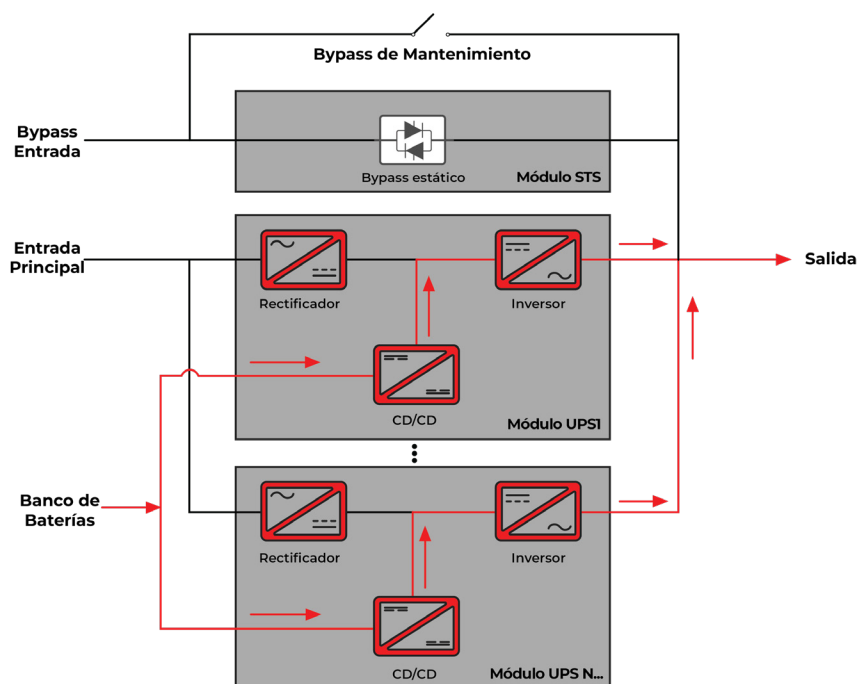 Bypass de Mantenimiento
Bypass
Entrada
Bypass estático
Módulo STS
Entrada
Principal
Rectificador
Inversor
Salida
CD/CD
Módulo UPS1
Banco de
Baterías
Rectificador
Inversor
CD/CD
Módulo UPS N...